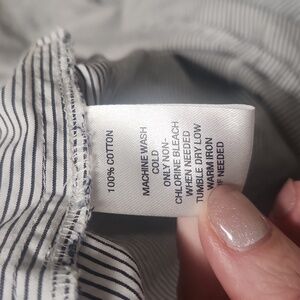 100% COTTON
MACHINE WASH
COLD
ONLY NON-
CHLORINE BLEACH
WHEN NEEDED
TUMBLE DRY LOW
WARM IRON
IF NEEDED